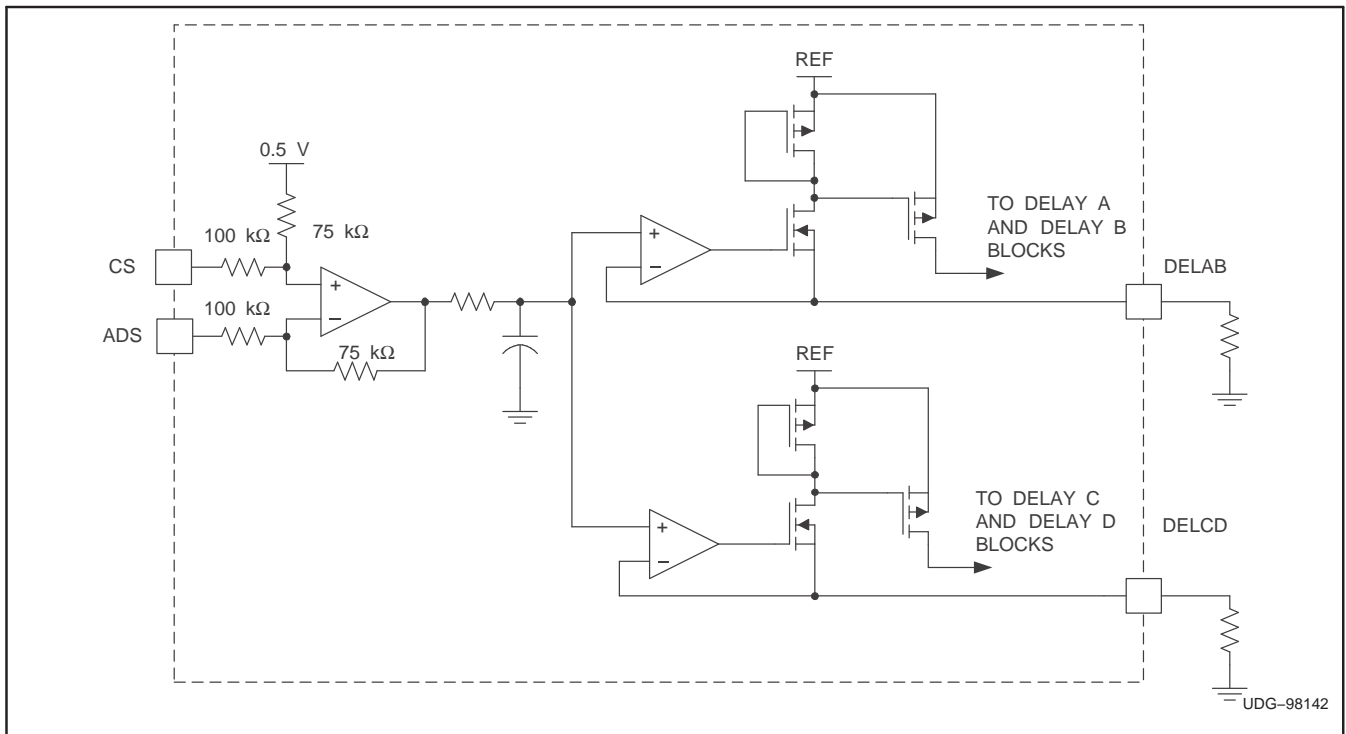 REF
0.5 V
75 kΩ
100 kΩ
CS
+
−
100 kΩ
ADS
75 kΩ
+
−
TO DELAY A
AND DELAY B
BLOCKS
DELAB
REF
+
−
TO DELAY C
AND DELAY D
BLOCKS
DELCD
UDG–98142